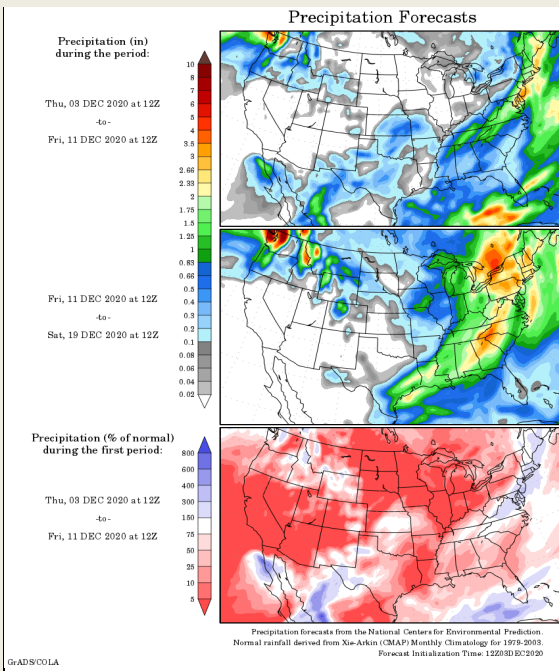 Precipitation Forecasts
Precipitation (in)
during the period:
Thu, 03 DEC 2020 at 12Z
-to-
Fri, 11 DEC 2020 at 12Z
10
8
7
6
5
4
3.5
3
2.66
2.33
2
1.75
1.5
1.25
1
0.83
0.66
0.5
0.4
0.3
0.2
0.1
0.08
0.06
0.04
0.02
Fri, 11 DEC 2020 at 12Z
-to-
Sat, 19 DEC 2020 at 12Z
Precipitation (% of normal)
during the first period:
Thu, 03 DEC 2020 at 12Z
-to-
Fri, 11 DEC 2020 at 12Z
800
600
400
300
150
75
50
25
10
5
Precipitation forecasts from the National Centers for Environmental Prediction.
Normal rainfall derived from Xie-Arkin (CMAP) Monthly Climatology for 1979-2003.
Forecast Initialization Time: 12Z03DEC2020
GrADS/COLA